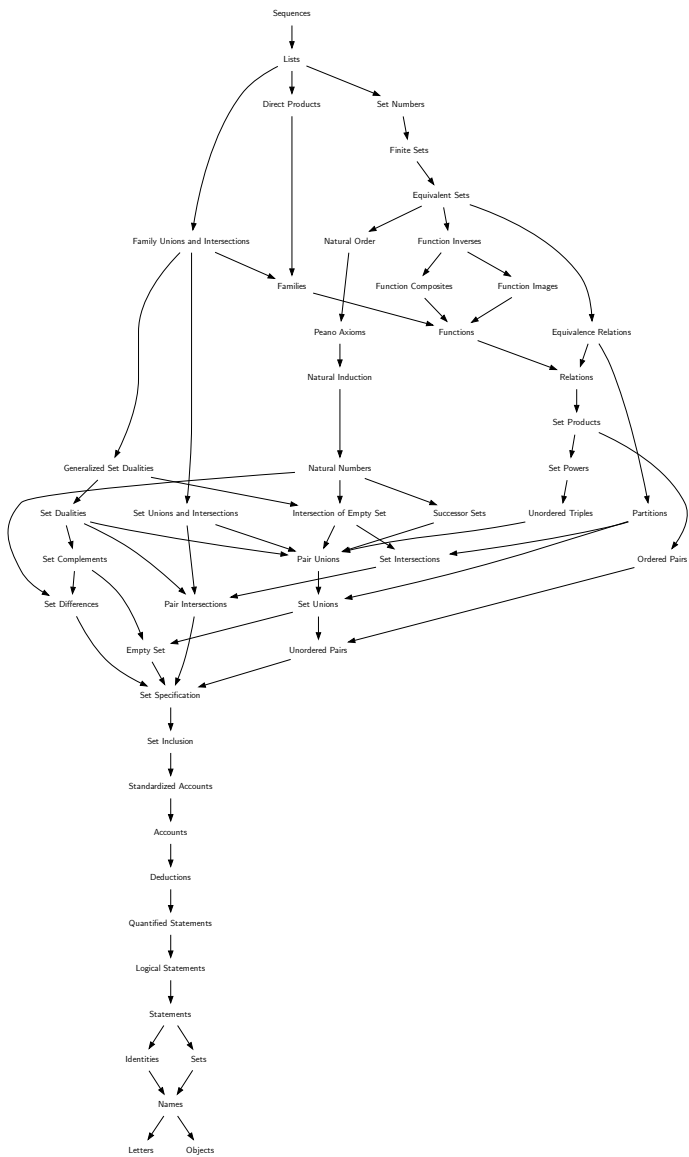 Sequences
Lists
Direct Products
Set Numbers
Finite Sets
Equivalent Sets
Family Unions and Intersections
Natural Order
Function Inverses
Families
Function Composites
Function Images
Peano Axioms
Functions
Equivalence Relations
Natural Induction
Relations
Set Products
Generalized Set Dualities
Natural Numbers
Set Powers
Set Dualities
Set Unions and Intersections
Intersection of Empty Set
Successor Sets
Unordered Triples
Partitions
Set Complements
Pair Unions
Set Intersections
Ordered Pairs
Set Differences
Pair Intersections
Set Unions
Empty Set
Unordered Pairs
Set Specification
Set Inclusion
Standardized Accounts
Accounts
Deductions
Quantified Statements
Logical Statements
Statements
Identities
Sets
Names
Letters
Objects